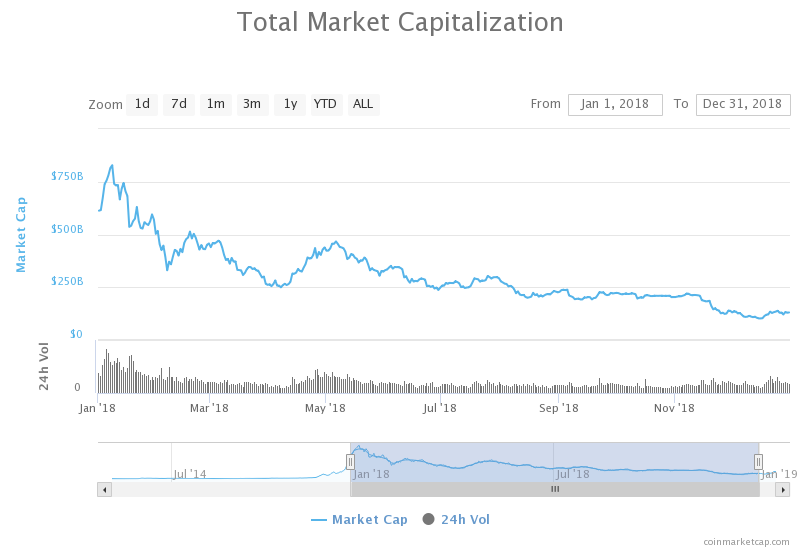 Total Market Capitalization
Zoom 1d 7d 1m 3m 1y YTD ALL From Jan 1, 2018 To Dec 31, 2018
$750B
$500B
$250B
$0
Market Cap
24h Vol
0
Jan '18 Mar '18 May '18 Jul '18 Sep '18 Nov '18
Jul '14 Jan '18 Jul '18 Jan '19
Market Cap 24h Vol
coinmarketcap.com